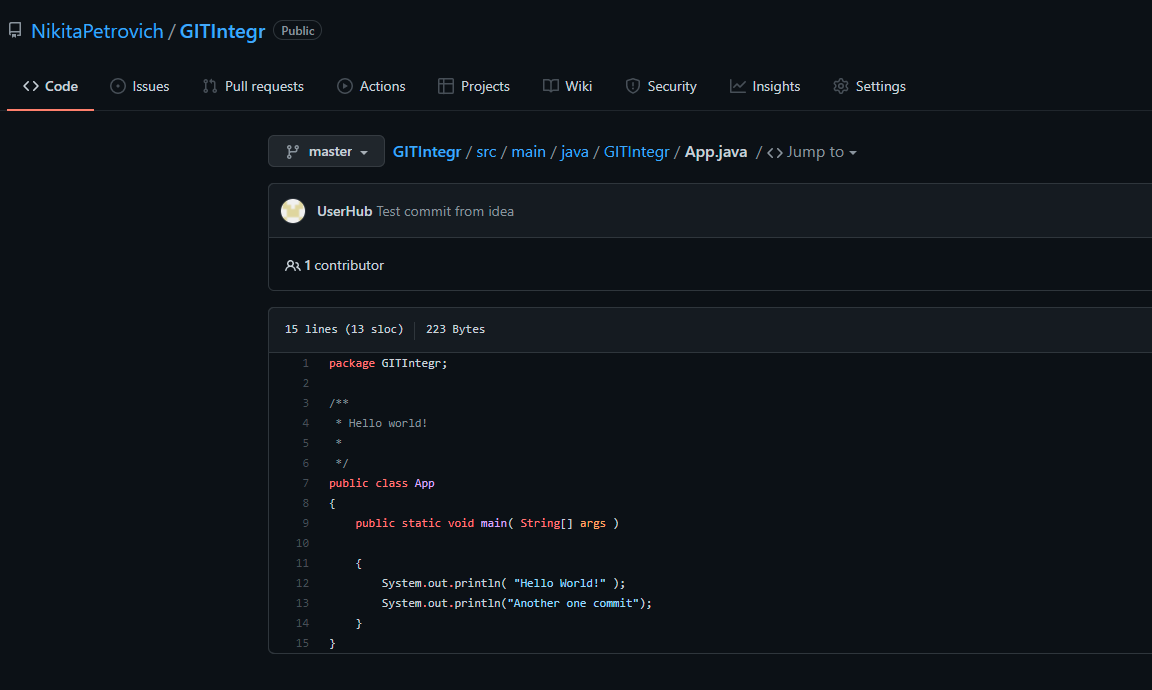 NikitaPetrovich / GITIntegr Public
Code Issues Pull requests Actions Projects Wiki Security Insights Settings
master GITIntegr / src / main / java / GITIntegr / App.java / <> Jump to
UserHub Test commit from idea
1 contributor
15 lines (13 sloc) 223 Bytes
1 package GITIntegr;
2
3 /**
4  * Hello world!
5  *
6  */
7 public class App
8 {
9     public static void main( String[] args )
10
11     {
12         System.out.println( "Hello World!" );
13         System.out.println("Another one commit");
14     }
15 }